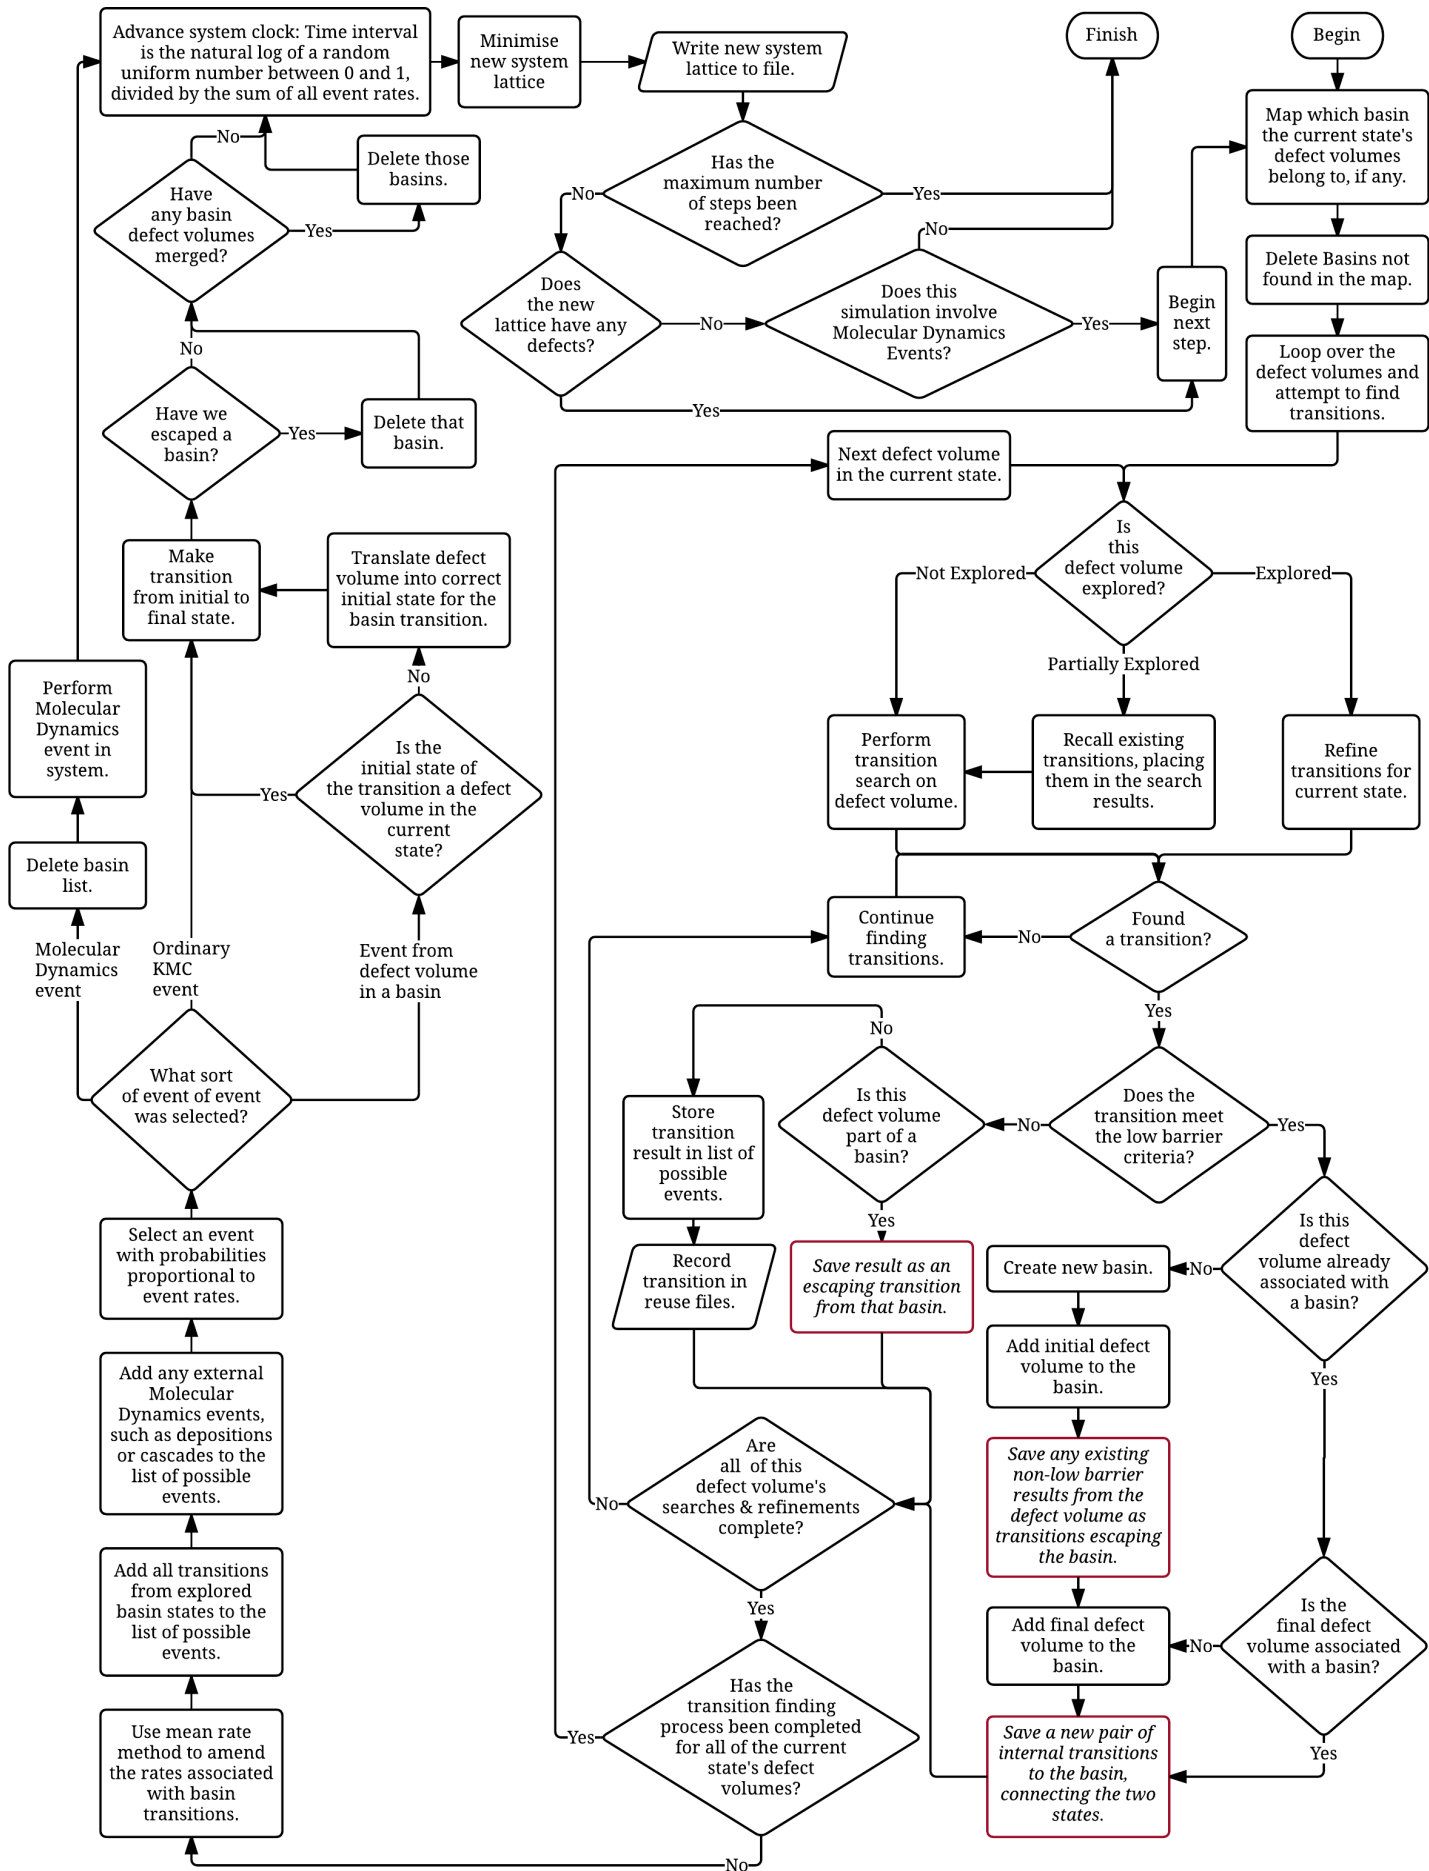 Advance system clock: Time interval
is the natural log of a random
uniform number between 0 and 1,
divided by the sum of all event rates.
Minimise
new system
lattice
Write new system
lattice to file.
Finish
Begin
Map which basin
the current state's
defect volumes
belong to, if any.
No
Delete those
basins.
Have
any basin
defect volumes
merged?
Yes
Has the
maximum number
of steps been
reached?
No
Yes
No
Delete Basins not
found in the map.
Does
the new
lattice have any
defects?
No
Does this
simulation involve
Molecular Dynamics
Events?
Yes
Begin
next
step.
Yes
Loop over the
defect volumes and
attempt to find
transitions.
No
Have we
escaped a
basin?
Yes
Delete that
basin.
Next defect volume
in the current state.
Make
transition
from initial to
final state.
Translate defect
volume into correct
initial state for the
basin transition.
Is
this
defect volume
explored?
Not Explored
Explored
Partially Explored
No
Perform
Molecular
Dynamics
event in
system.
Is the
initial state of
the transition a defect
volume in the
current
state?
Yes
Perform
transition
search on
defect volume.
Recall existing
transitions, placing
them in the search
results.
Refine
transitions for
current state.
Delete basin
list.
Continue
finding
transitions.
No
Found
a transition?
Yes
Molecular
Dynamics
event
Ordinary
KMC
event
Event from
defect volume
in a basin
What sort
of event of event
was selected?
No
Store
transition
result in list of
possible
events.
Is this
defect volume
part of a
basin?
No
Does the
transition meet
the low barrier
criteria?
Yes
Yes
Select an event
with probabilities
proportional to
event rates.
Record
transition in
reuse files.
Save result as an
escaping transition
from that basin.
Create new basin.
No
Is this
defect
volume already
associated with
a basin?
Yes
Add initial defect
volume to the
basin.
Add any external
Molecular
Dynamics events,
such as depositions
or cascades to the
list of possible
events.
Are
all  of this
defect volume's
searches & refinements
complete?
No
Yes
Save any existing
non-low barrier
results from the
defect volume as
transitions escaping
the basin.
Add all transitions
from explored
basin states to the
list of possible
events.
Add final defect
volume to the
basin.
No
Is the
final defect
volume associated
with a basin?
Yes
Use mean rate
method to amend
the rates associated
with basin
transitions.
Yes
Has the
transition finding
process been completed
for all of the current
state's defect
volumes?
Save a new pair of
internal transitions
to the basin,
connecting the two
states.
No